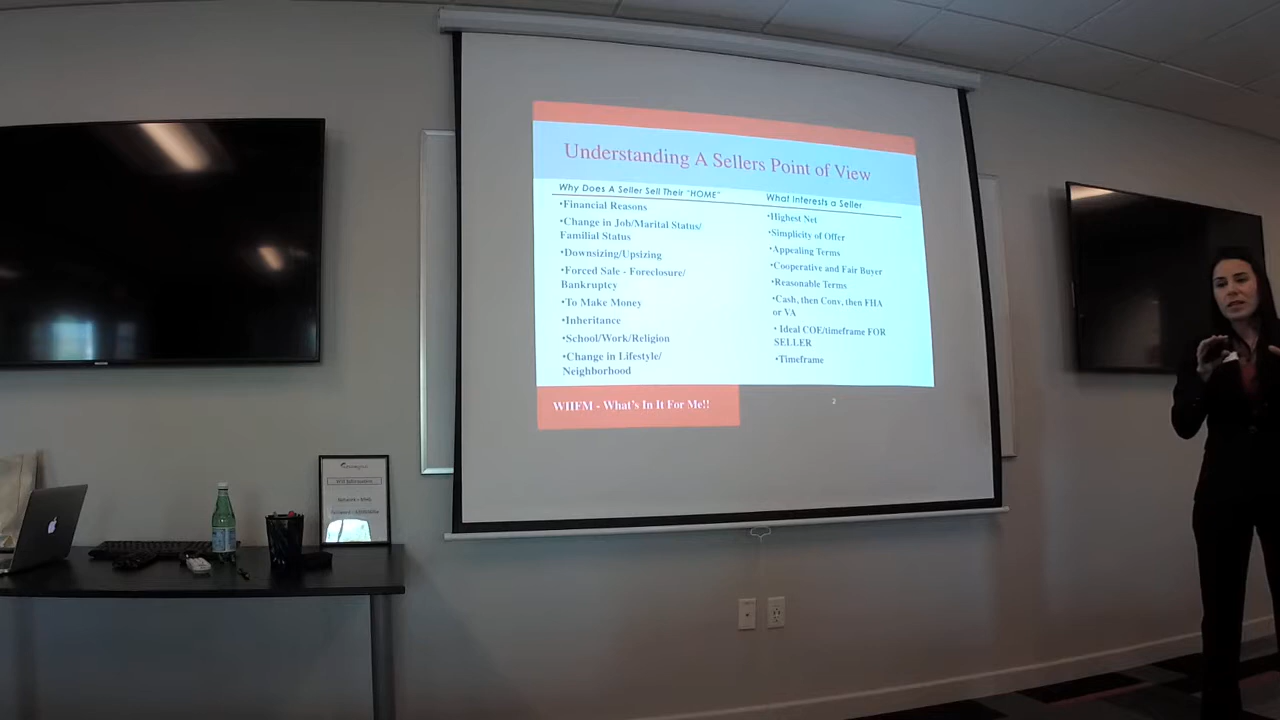 Understanding A Sellers Point of View
Why Does A Seller Sell Their "HOME"
•Financial Reasons
•Change in Job/Marital Status/
Familial Status
•Downsizing/Upsizing
•Forced Sale - Foreclosure/
Bankruptcy
•To Make Money
•Inheritance
•School/Work/Religion
•Change in Lifestyle/
Neighborhood
What Interests a Seller
•Highest Net
•Simplicity of Offer
•Appealing Terms
•Cooperative and Fair Buyer
•Reasonable Terms
•Cash, then Conv, then FHA
or VA
• Ideal COE/timeframe FOR
SELLER
•Timeframe
WIIFM - What's In It For Me!!
2